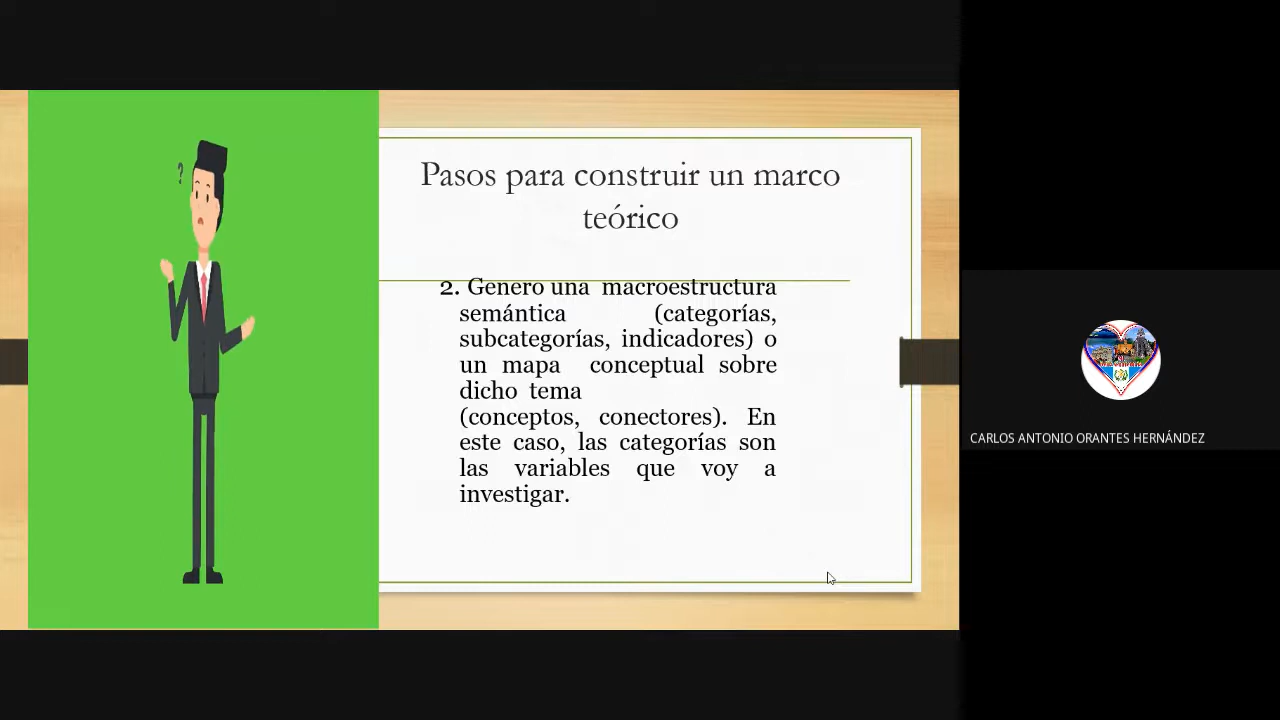 ?
Pasos para construir un marco
teórico
2. Genero una macroestructura
semántica (categorías,
subcategorías, indicadores) o
un mapa conceptual sobre
dicho tema
(conceptos, conectores). En
este caso, las categorías son
las variables que voy a
investigar.
CARLOS ANTONIO ORANTES HERNÁNDEZ